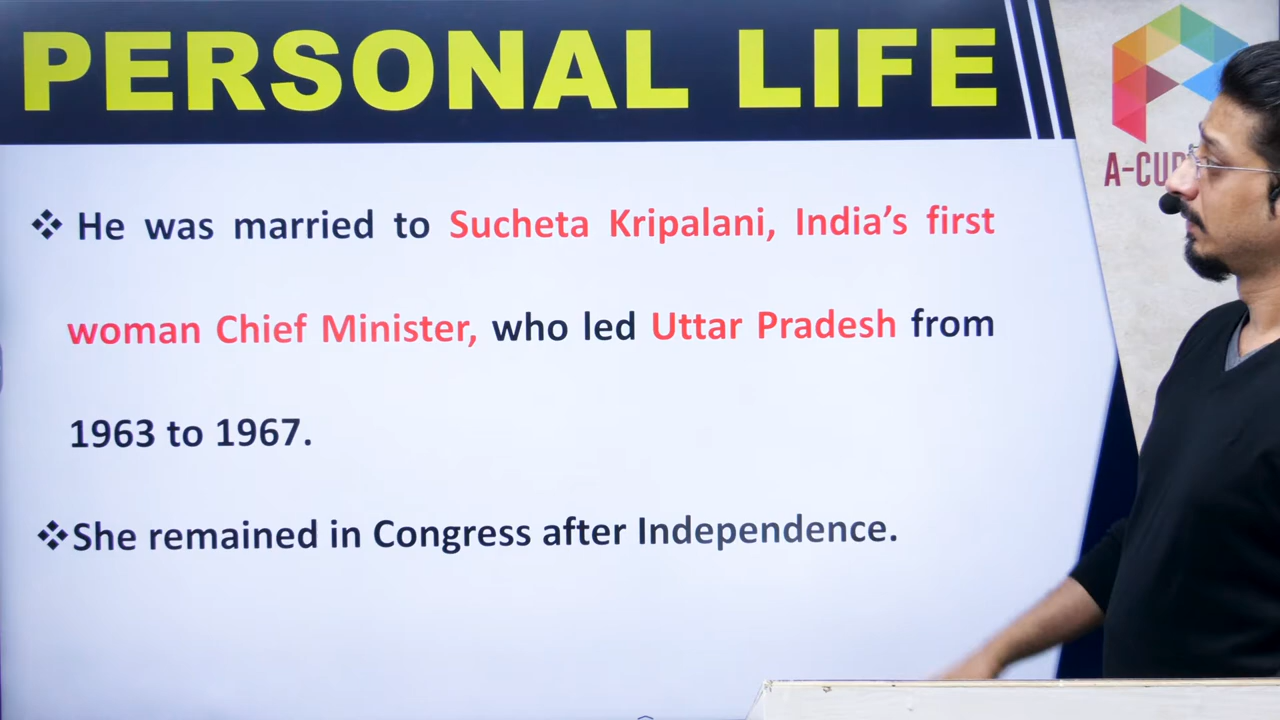 PERSONAL LIFE
❖ He was married to Sucheta Kripalani, India’s first
woman Chief Minister, who led Uttar Pradesh from
1963 to 1967.
❖She remained in Congress after Independence.